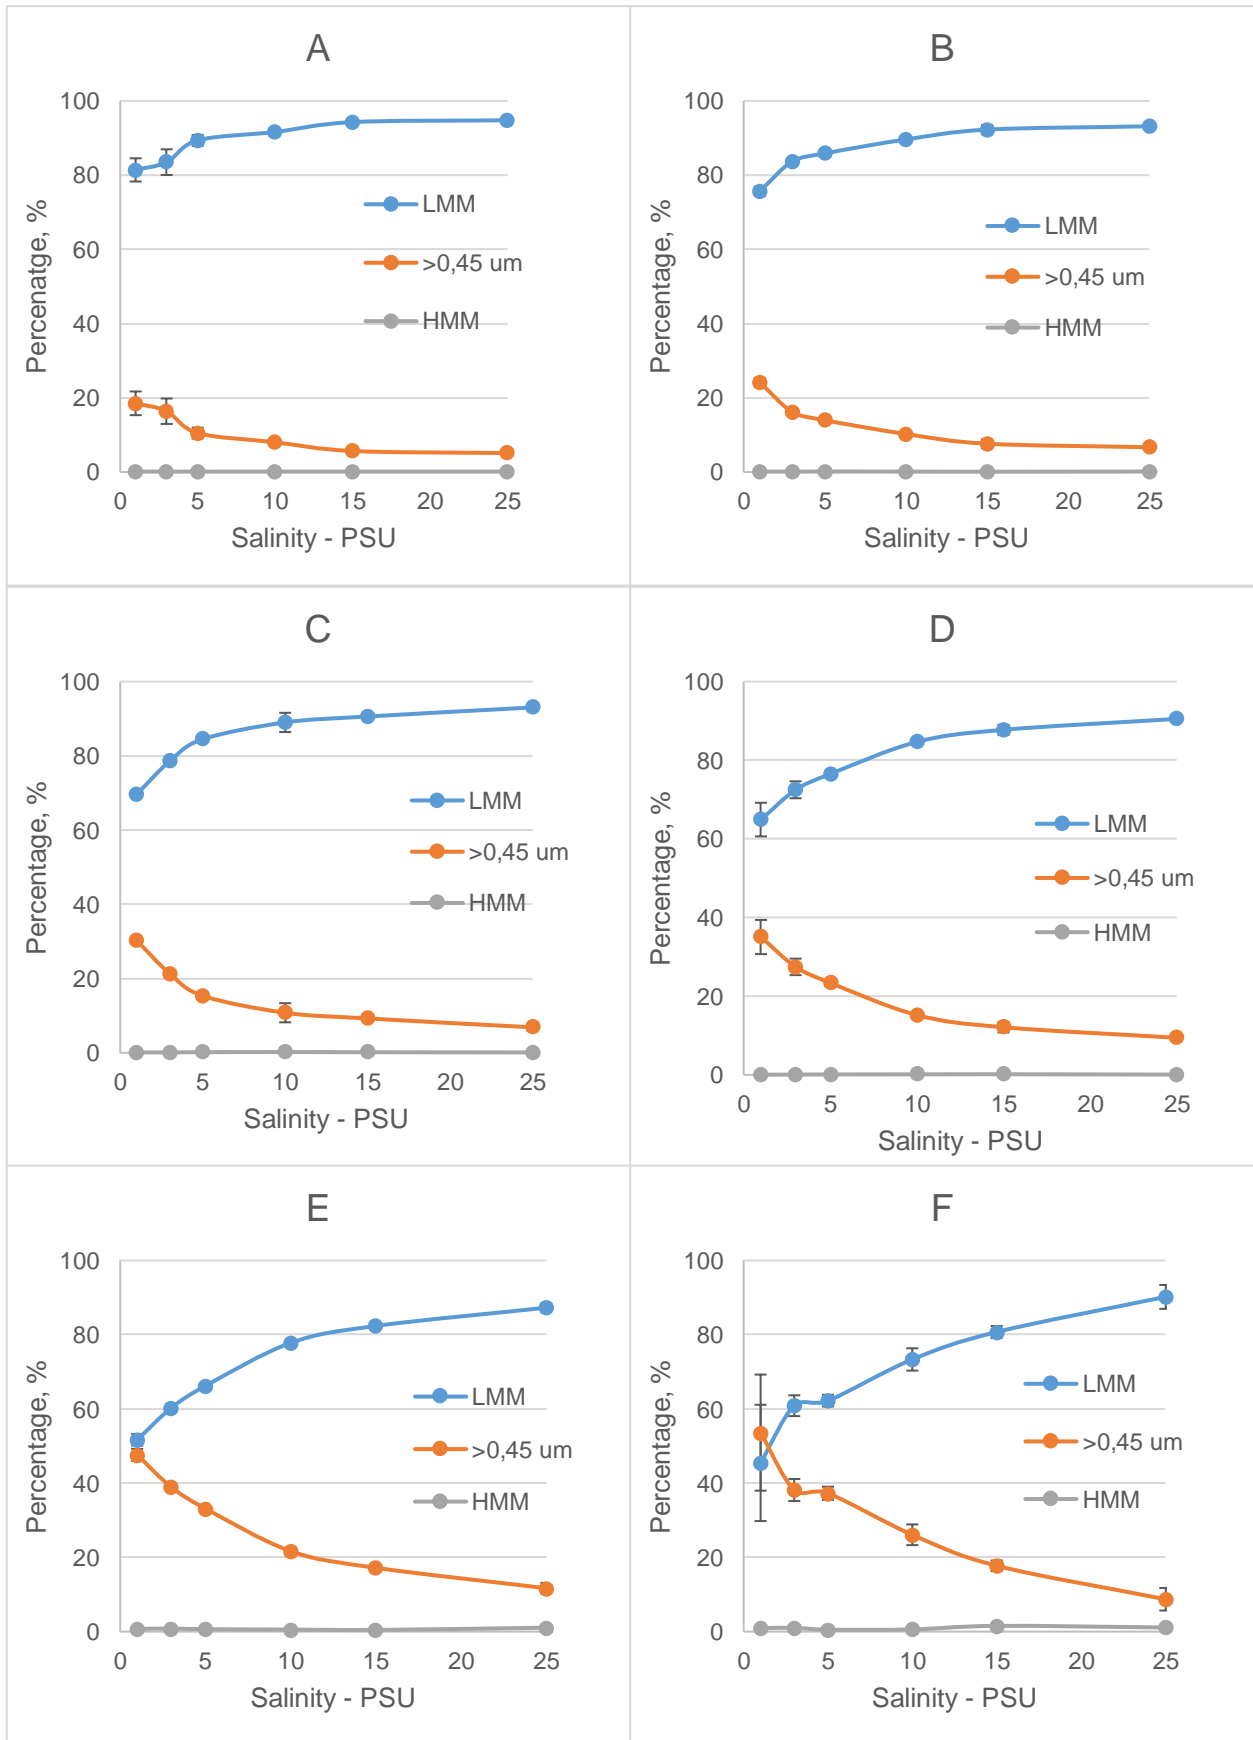 A
100
80
60
40
20
0
0 5 10 15 20 25
Percenatge, %
Salinity - PSU
LMM
>0,45 um
HMM
B
100
80
60
40
20
0
0 5 10 15 20 25
Percentage, %
Salinity - PSU
LMM
>0,45 um
HMM
C
100
80
60
40
20
0
0 5 10 15 20 25
Percentage, %
Salinity - PSU
LMM
>0,45 um
HMM
D
100
80
60
40
20
0
0 5 10 15 20 25
Percentage, %
Salinity - PSU
LMM
>0,45 um
HMM
E
100
80
60
40
20
0
0 5 10 15 20 25
Percentage, %
Salinity - PSU
LMM
>0,45 um
HMM
F
100
80
60
40
20
0
0 5 10 15 20 25
Percentage, %
Salinity - PSU
LMM
>0,45 um
HMM